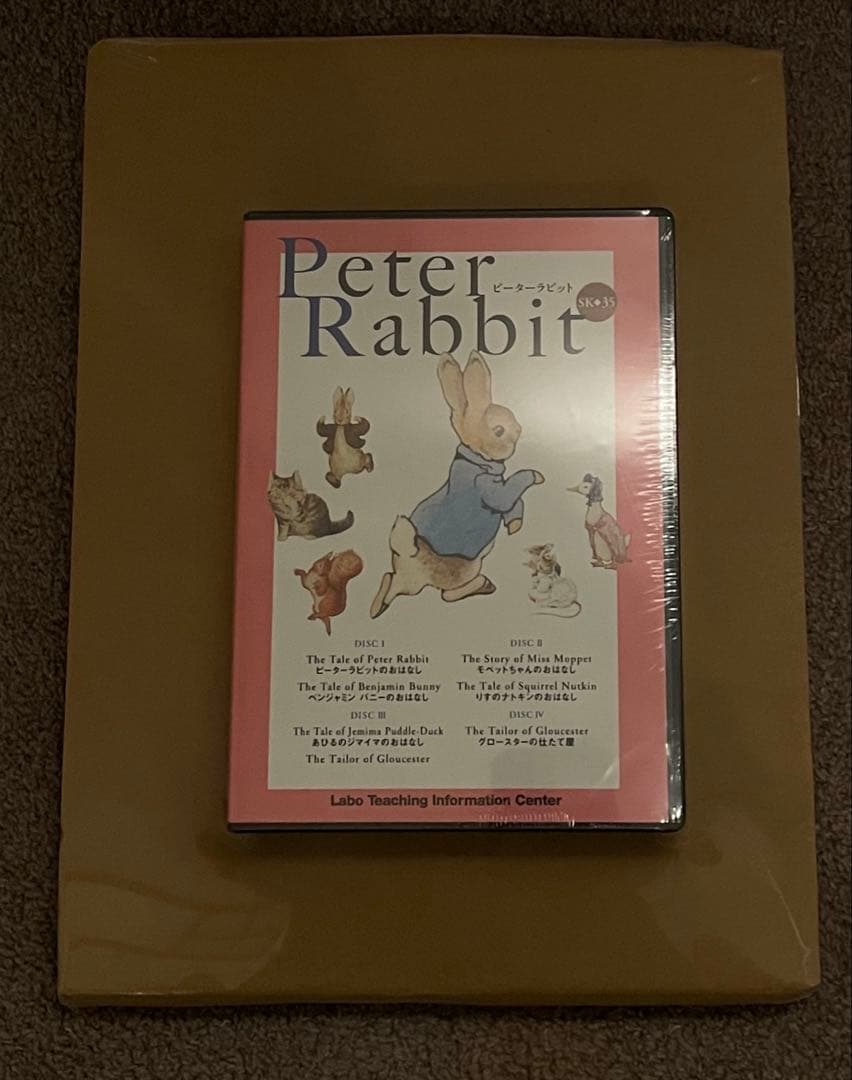 Peter
ピーターラビット
SK◆35
Rabbit
DISC I
The Tale of Peter Rabbit
ピーターラビットのおはなし
The Tale of Benjamin Bunny
ベンジャミン バニーのおはなし
DISC II
The Story of Miss Moppet
モペットちゃんのおはなし
The Tale of Squirrel Nutkin
りすのナトキンのおはなし
DISC III
The Tale of Jemima Puddle-Duck
あひるのジマイマのおはなし
The Tailor of Gloucester
DISC IV
The Tailor of Gloucester
グロースターの仕たて屋
Labo Teaching Information Center